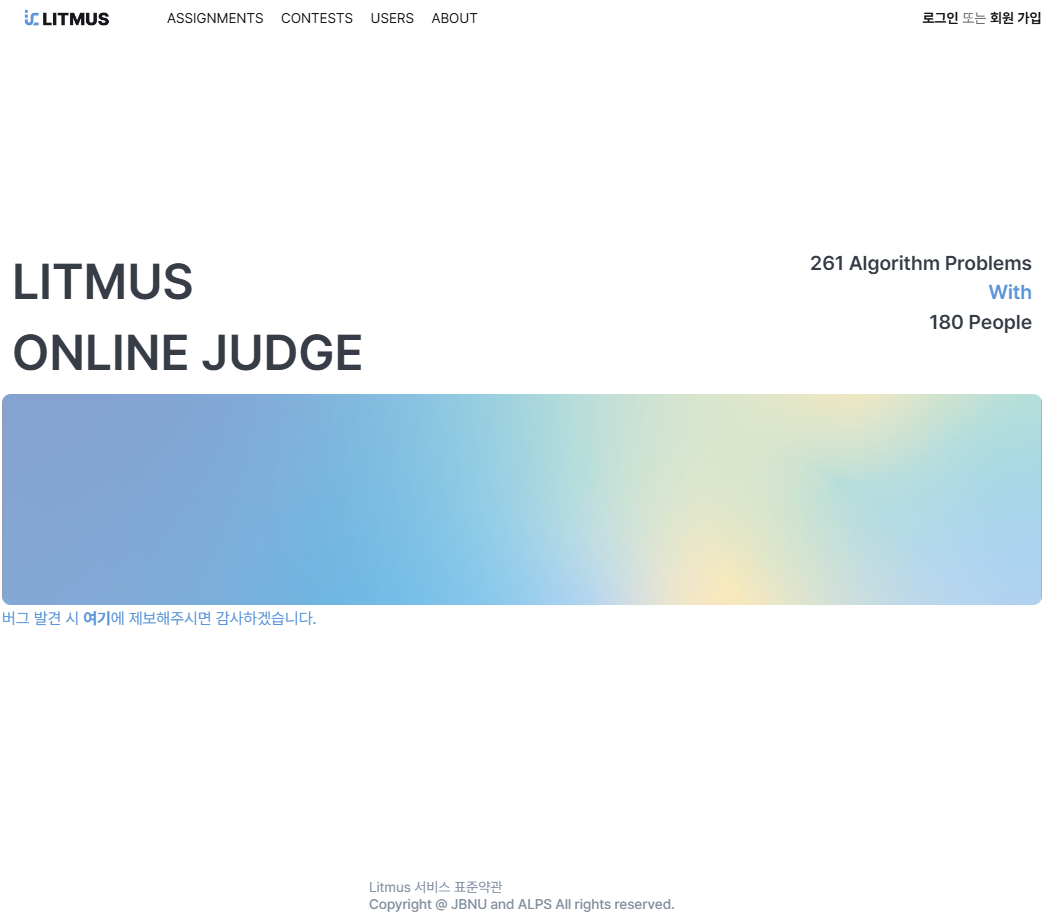 LITMUS ASSIGNMENTS CONTESTS USERS ABOUT 로그인 또는 회원 가입
LITMUS
ONLINE JUDGE
261 Algorithm Problems
With
180 People
버그 발견 시 여기에 제보해주시면 감사하겠습니다.
Litmus 서비스 표준약관
Copyright @ JBNU and ALPS All rights reserved.